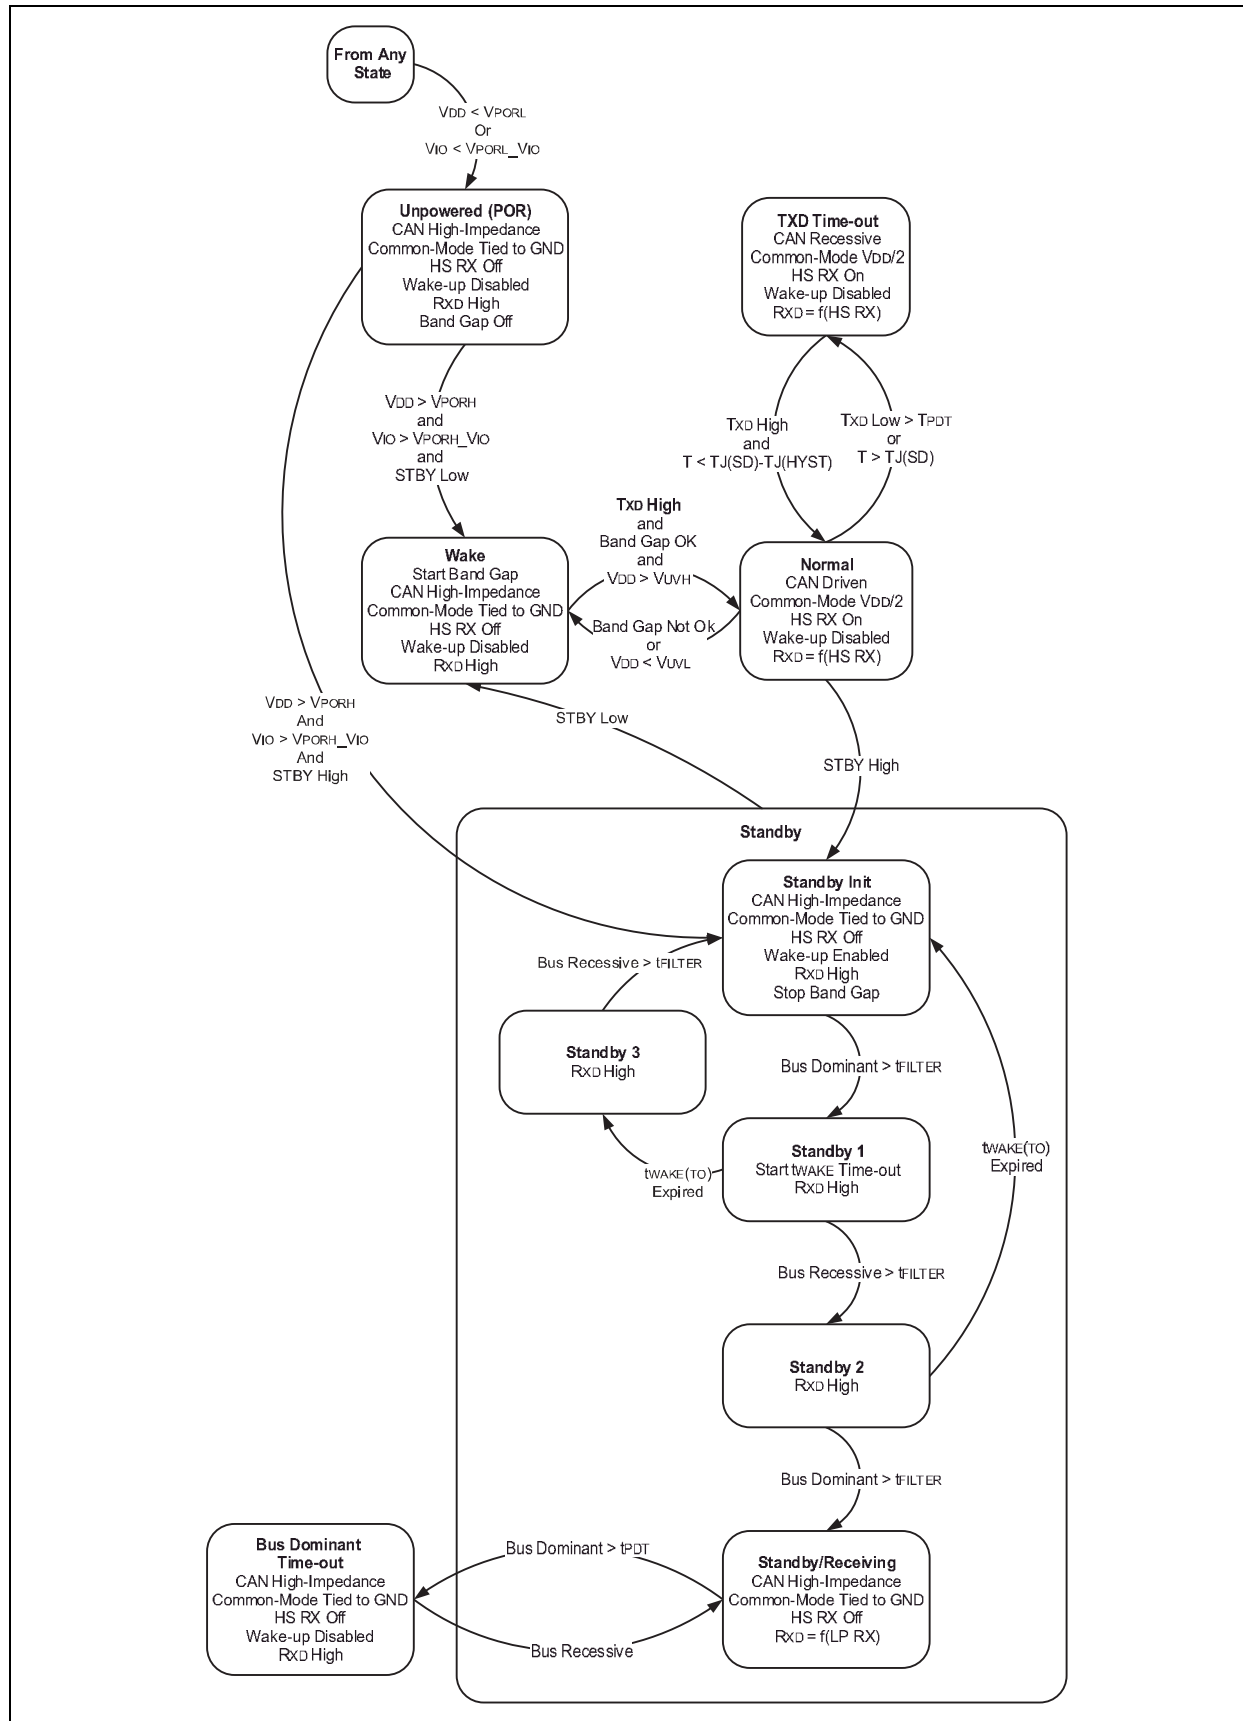 From Any
State
VDD < VPORL
Or
VIO < VPORL_VIO
Unpowered (POR)
CAN High-Impedance
Common-Mode Tied to GND
HS RX Off
Wake-up Disabled
RXD High
Band Gap Off
TXD Time-out
CAN Recessive
Common-Mode VDD/2
HS RX On
Wake-up Disabled
RXD = f(HS RX)
VDD > VPORH
and
VIO > VPORH_VIO
and
STBY Low
TXD High
and
T < TJ(SD)-TJ(HYST)
TXD Low > TPDT
or
T > TJ(SD)
TXD High
and
Band Gap OK
and
VDD > VUVH
Wake
Start Band Gap
CAN High-Impedance
Common-Mode Tied to GND
HS RX Off
Wake-up Disabled
RXD High
Band Gap Not Ok
or
VDD < VUVL
Normal
CAN Driven
Common-Mode VDD/2
HS RX On
Wake-up Disabled
RXD = f(HS RX)
VDD > VPORH
And
VIO > VPORH_VIO
And
STBY High
STBY Low
STBY High
Standby
Standby Init
CAN High-Impedance
Common-Mode Tied to GND
HS RX Off
Wake-up Enabled
RXD High
Stop Band Gap
Bus Recessive > tFILTER
Standby 3
RXD High
Bus Dominant > tFILTER
Standby 1
Start tWAKE Time-out
RXD High
tWAKE(TO)
Expired
tWAKE(TO)
Expired
Bus Recessive > tFILTER
Standby 2
RXD High
Bus Dominant > tFILTER
Bus Dominant
Time-out
CAN High-Impedance
Common-Mode Tied to GND
HS RX Off
Wake-up Disabled
RXD High
Bus Dominant > tPDT
Bus Recessive
Standby/Receiving
CAN High-Impedance
Common-Mode Tied to GND
HS RX Off
RXD = f(LP RX)